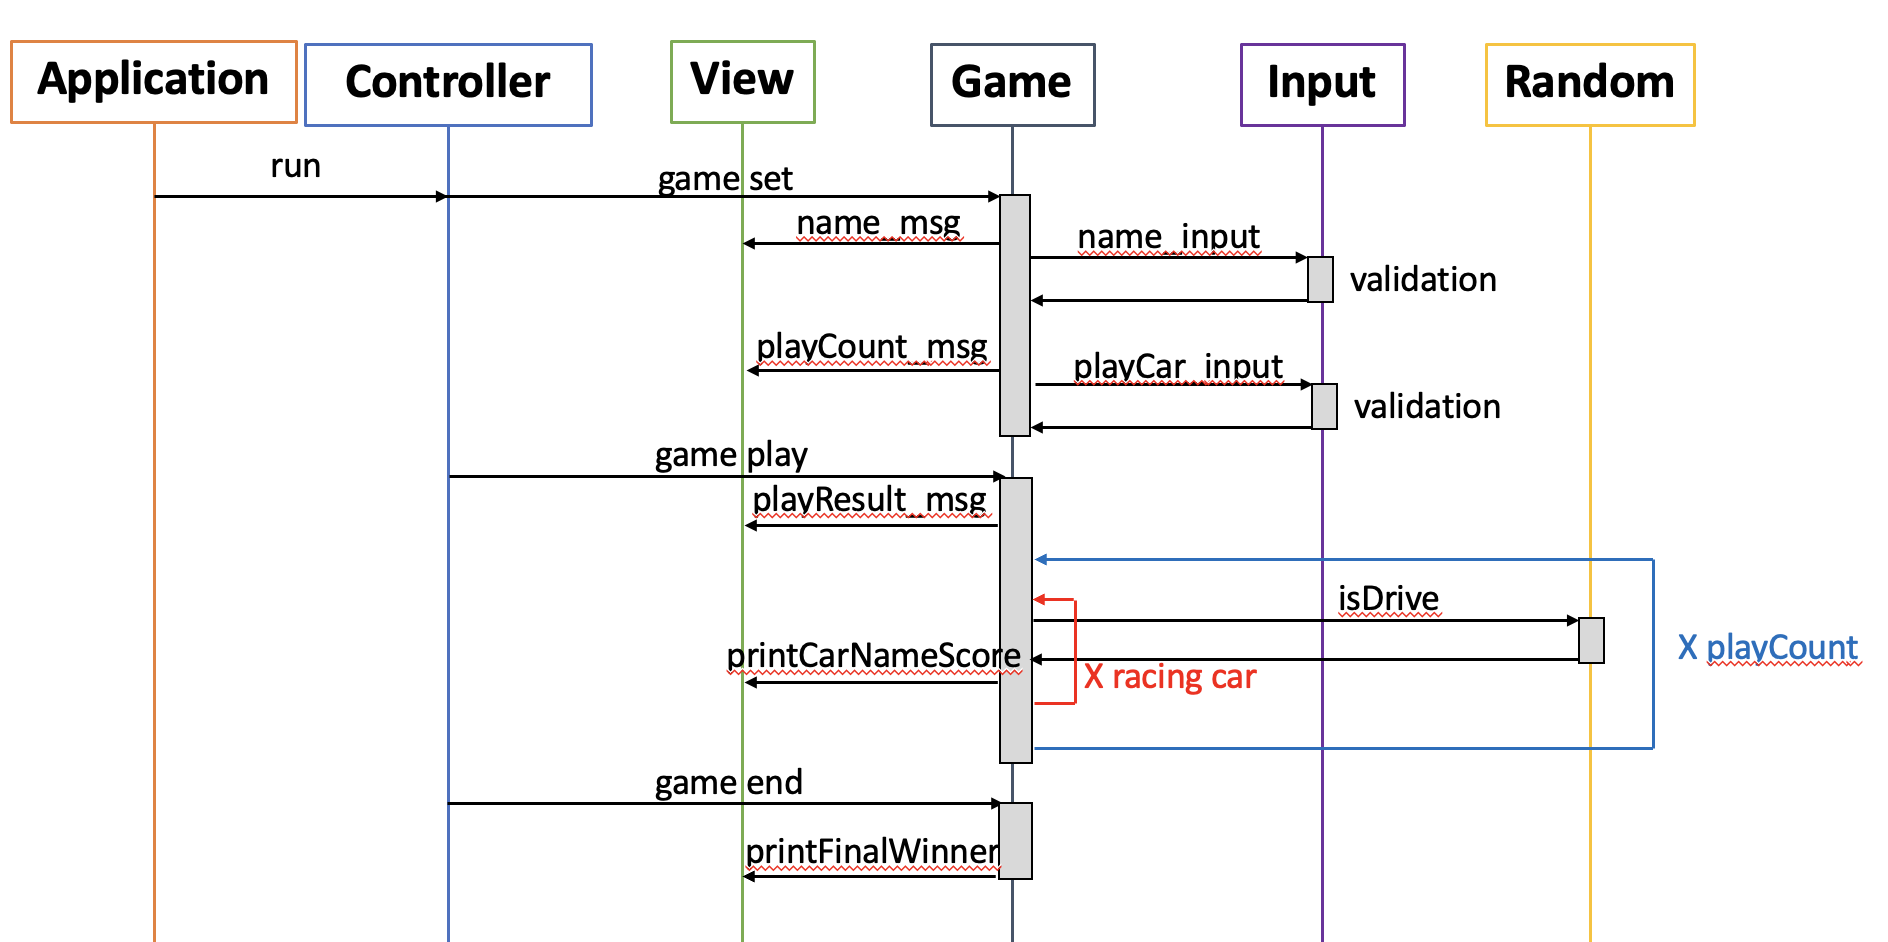 Application
Controller
View
Game
Input
Random
run
game set
name_msg
name_input
validation
playCount_msg
playCar_input
validation
game play
playResult_msg
isDrive
printCarNameScore
X racing car
X playCount
game end
printFinalWinner